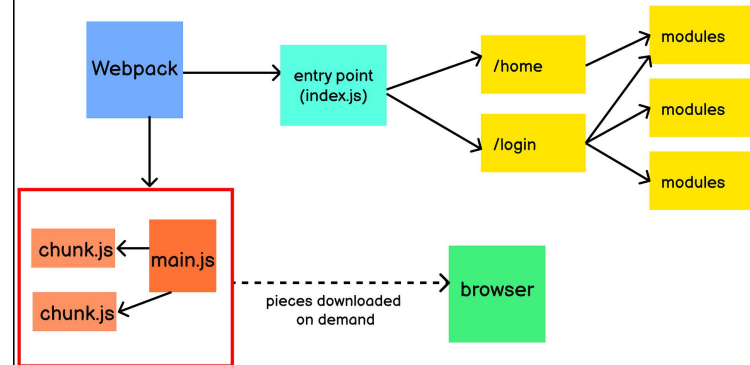 Webpack
entry point
(index.js)
/home
/login
modules
modules
modules
chunk.js
main.js
chunk.js
pieces downloaded
on demand
browser